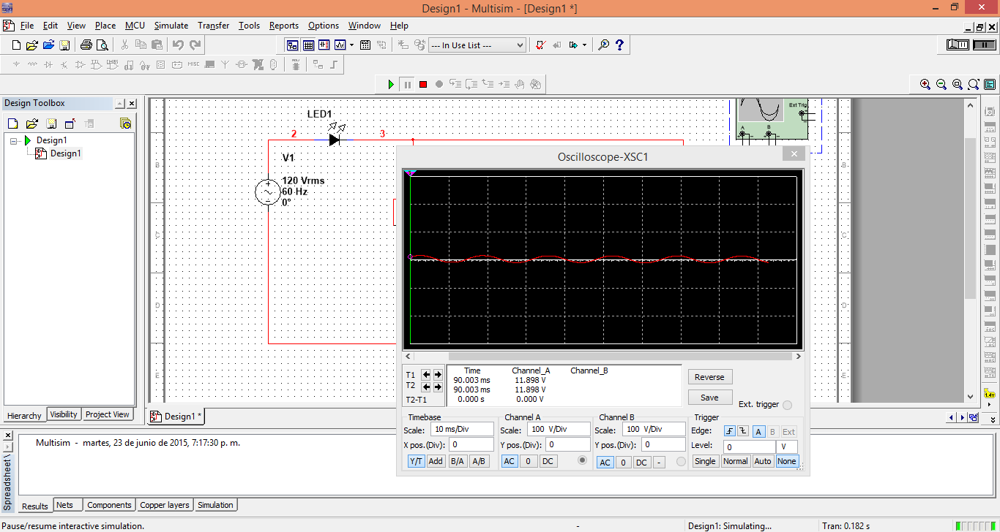 Design1 - Multisim - [Design1 *]
File Edit View Place MCU Simulate Transfer Tools Reports Options Window Help
--- In Use List ---
MISC
Design Toolbox
Design1
Design1
Hierarchy Visibility Project View
LED1
2 3
V1
120 Vrms
60 Hz
0°
B
C
D
E
Ext Trig
A B
B
C
D
E
Oscilloscope-XSC1
T1
T2
T2-T1
Time Channel_A Channel_B
90.003 ms 11.898 V
90.003 ms 11.898 V
0.000 s 0.000 V
Reverse
Save
Ext. trigger
Timebase
Scale: 10 ms/Div
X pos.(Div): 0
Y/T Add B/A A/B
Channel A
Scale: 100 V/Div
Y pos.(Div): 0
AC 0 DC
Channel B
Scale: 100 V/Div
Y pos.(Div): 0
AC 0 DC -
Trigger
Edge: A B Ext
Level: 0 V
Single Normal Auto None
1.4v
Design1 *
Spreadsheet \
Multisim - martes, 23 de junio de 2015, 7:17:30 p. m.
Results Nets Components Copper layers Simulation
Pause/resume interactive simulation. - Design1: Simulating... Tran: 0.182 s